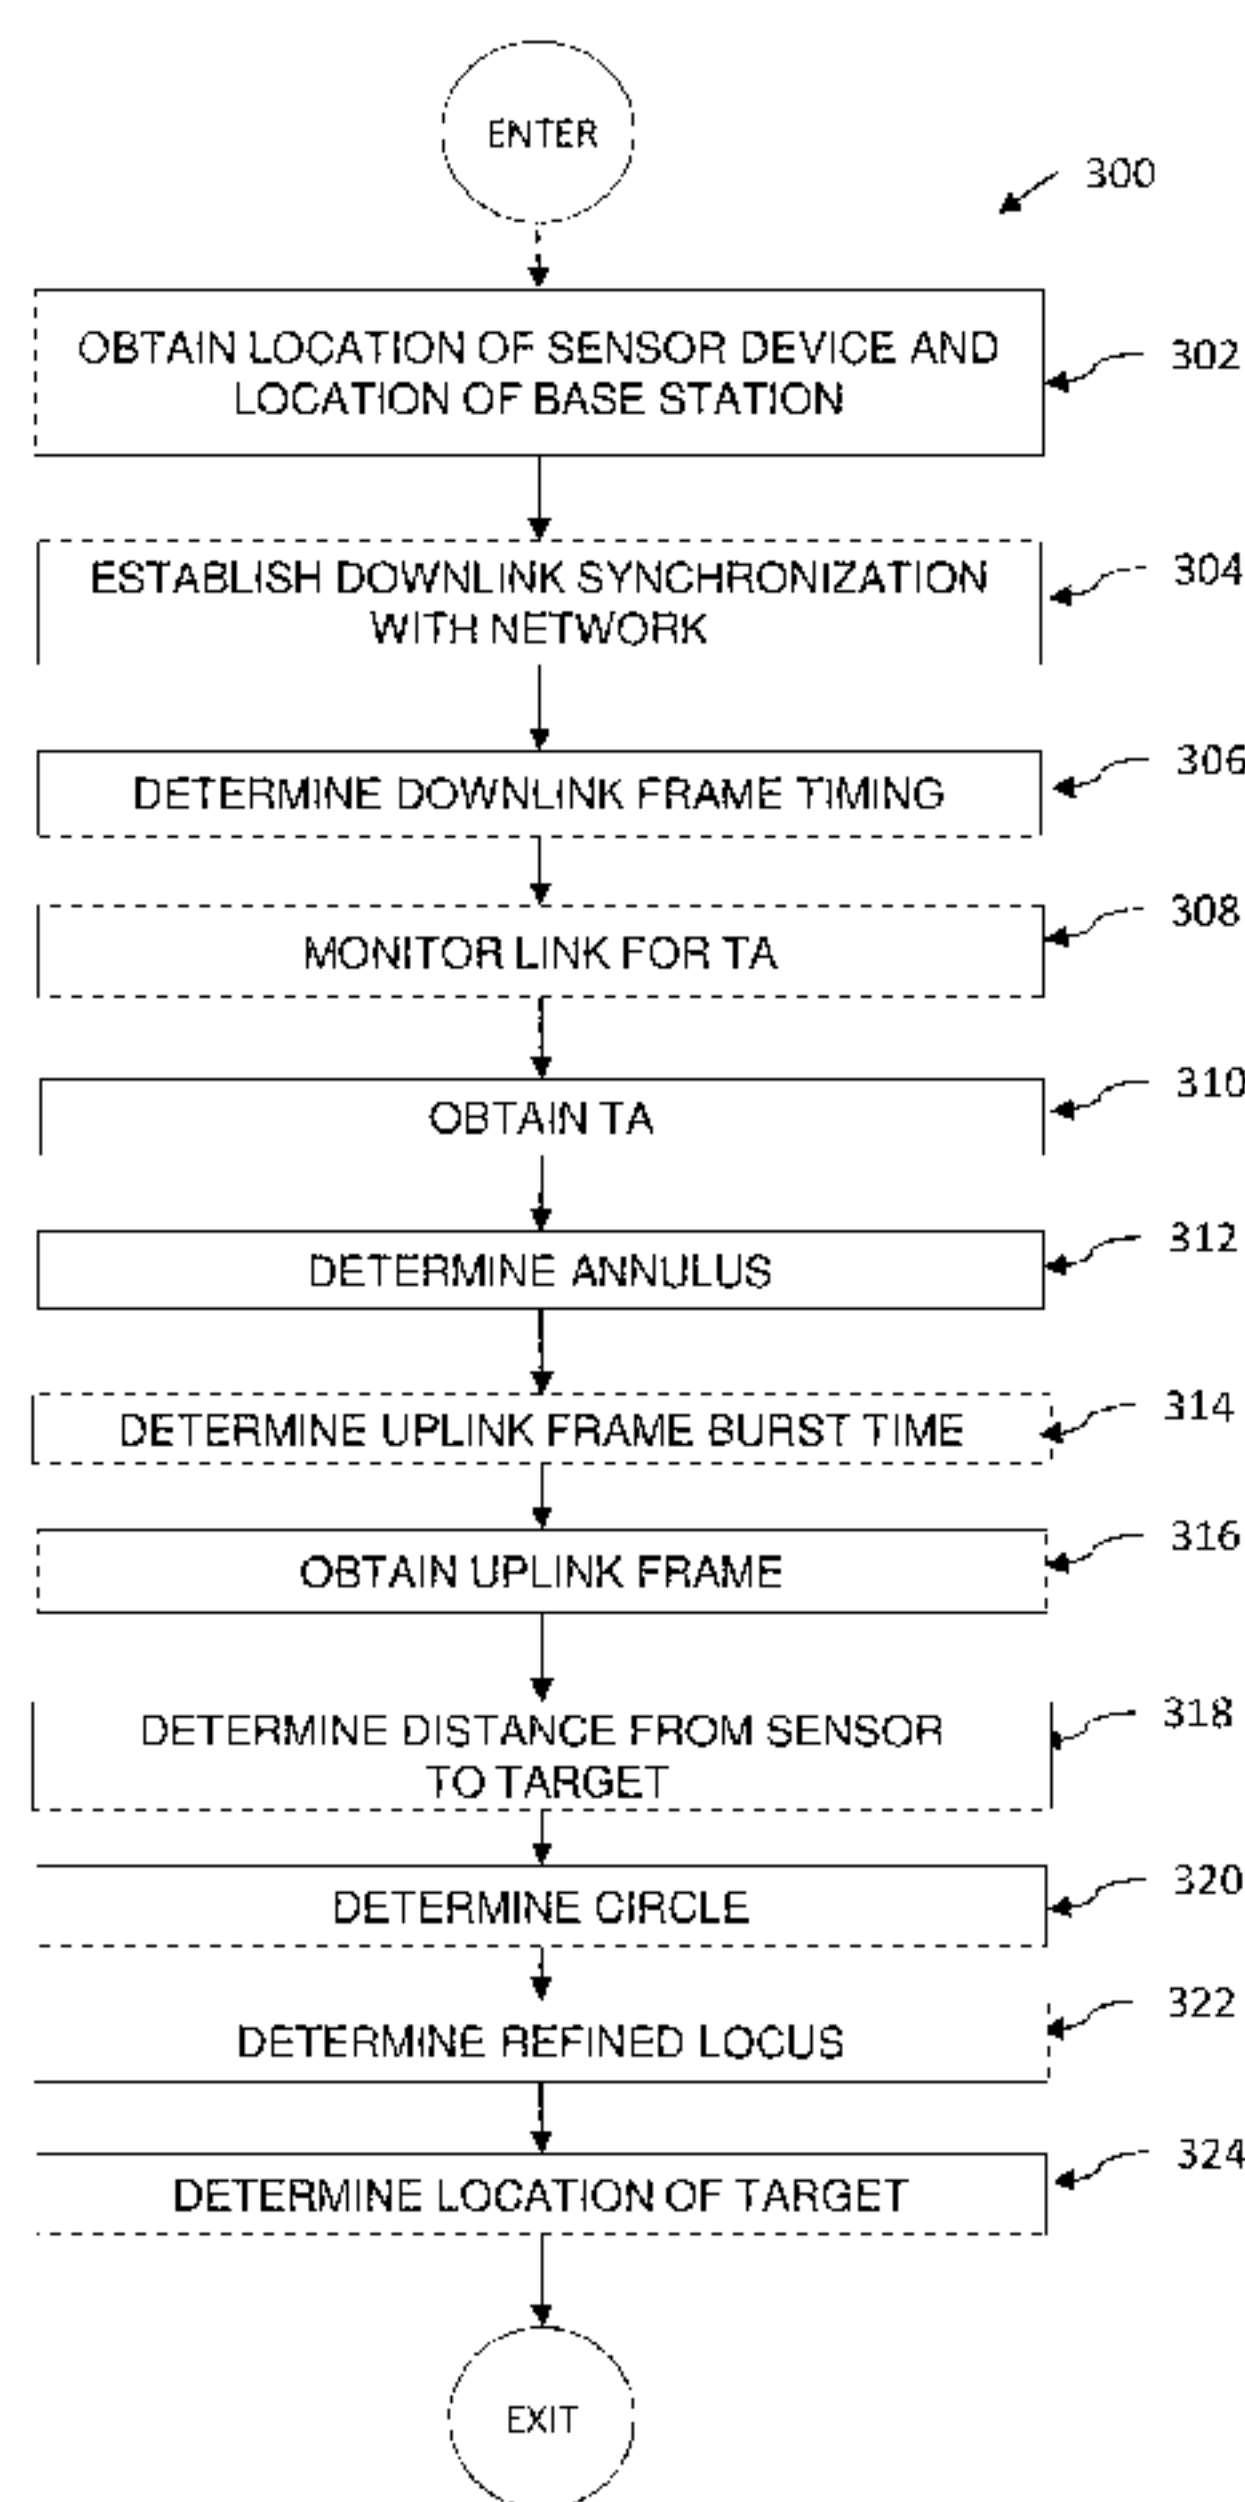 ENTER
300
OBTAIN LOCATION OF SENSOR DEVICE AND
LOCATION OF BASE STATION
302
ESTABLISH DOWNLINK SYNCHRONIZATION
WITH NETWORK
304
DETERMINE DOWNLINK FRAME TIMING
306
MONITOR LINK FOR TA
308
OBTAIN TA
310
DETERMINE ANNULUS
312
DETERMINE UPLINK FRAME BURST TIME
314
OBTAIN UPLINK FRAME
316
DETERMINE DISTANCE FROM SENSOR
TO TARGET
318
DETERMINE CIRCLE
320
DETERMINE REFINED LOCUS
322
DETERMINE LOCATION OF TARGET
324
EXIT